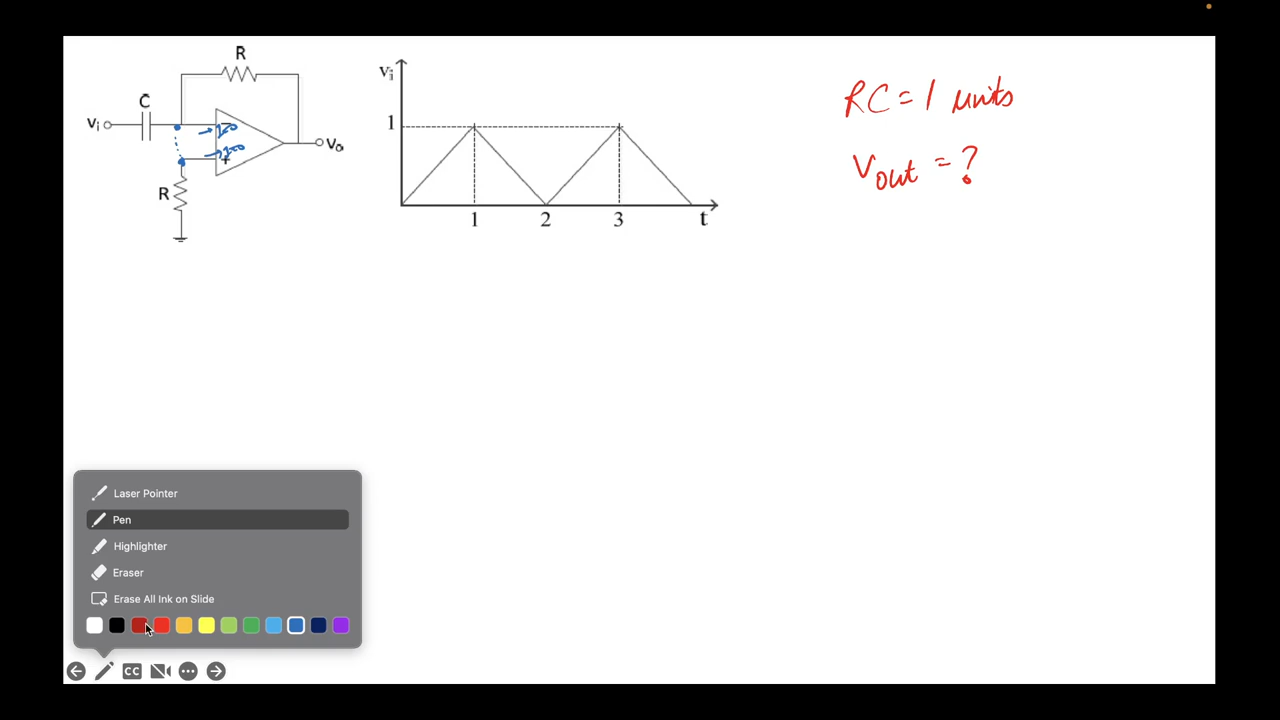 R
C
Vi
Vo
R
vi
1
1 2 3 t
RC = 1 units
Vout = ?
Laser Pointer
Pen
Highlighter
Eraser
Erase All Ink on Slide
CC